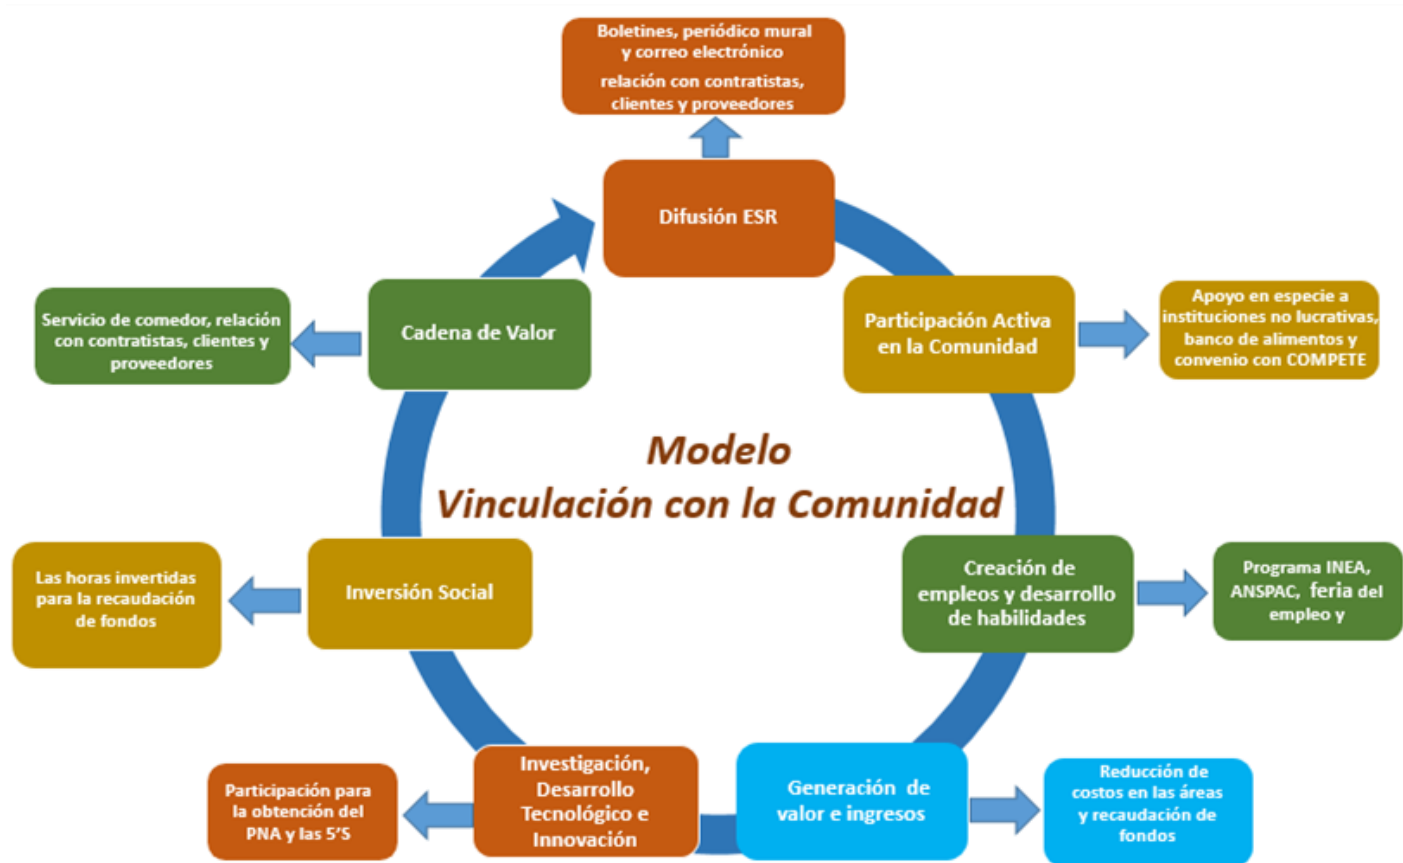 Boletines, periódico mural
y correo electrónico
relación con contratistas,
clientes y proveedores
Difusión ESR
Participación Activa
en la Comunidad
Apoyo en especie a
instituciones no lucrativas,
banco de alimentos y
convenio con COMPETE
Creación de
empleos y desarrollo
de habilidades
Programa INEA,
ANSPAC, feria del
empleo y
Generación de
valor e ingresos
Reducción de
costos en las áreas
y recaudación de
fondos
Investigación,
Desarrollo
Tecnológico e
Innovación
Participación para
la obtención del
PNA y las 5’S
Inversión Social
Las horas invertidas
para la recaudación
de fondos
Cadena de Valor
Servicio de comedor, relación
con contratistas, clientes y
proveedores
Modelo
Vinculación con la Comunidad